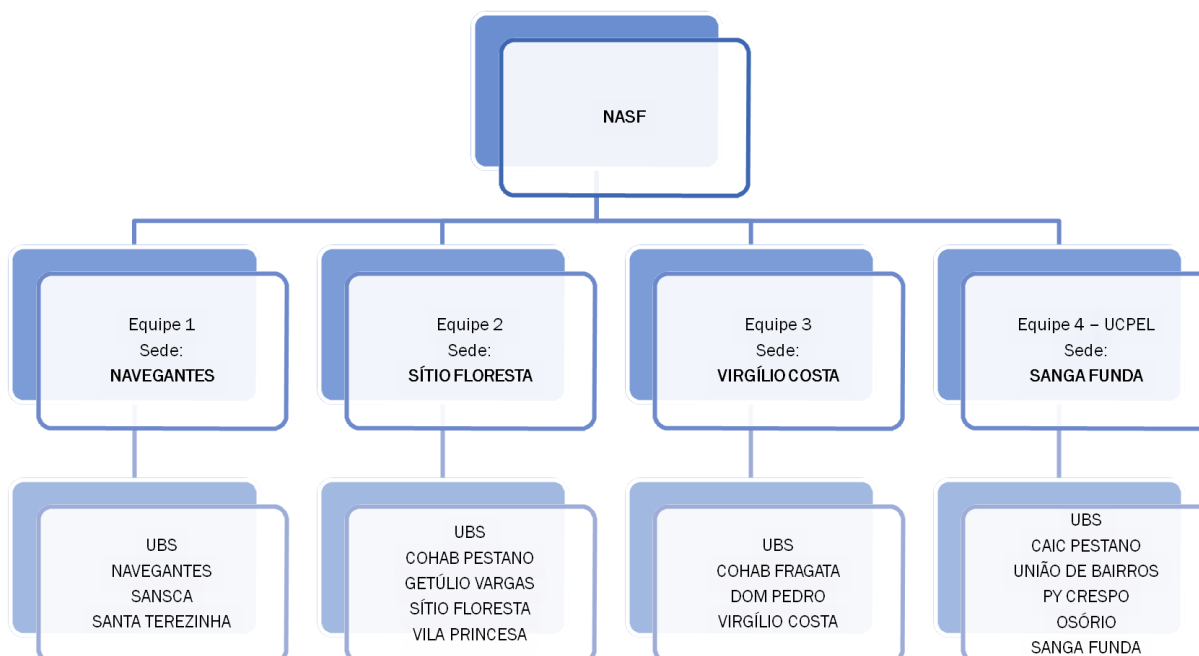 NASF
Equipe 1
Sede:
NAVEGANTES
Equipe 2
Sede:
SÍTIO FLORESTA
Equipe 3
Sede:
VIRGÍLIO COSTA
Equipe 4 – UCPEL
Sede:
SANGA FUNDA
UBS
NAVEGANTES
SANSCA
SANTA TEREZINHA
UBS
COHAB PESTANO
GETÚLIO VARGAS
SÍTIO FLORESTA
VILA PRINCESA
UBS
COHAB FRAGATA
DOM PEDRO
VIRGÍLIO COSTA
UBS
CAIC PESTANO
UNIÃO DE BAIRROS
PY CRESPO
OSÓRIO
SANGA FUNDA